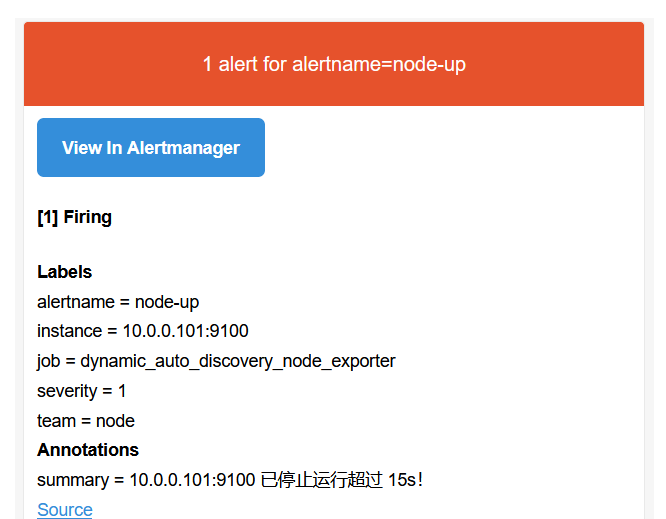 1 alert for alertname=node-up
View In Alertmanager
[1] Firing
Labels
alertname = node-up
instance = 10.0.0.101:9100
job = dynamic_auto_discovery_node_exporter
severity = 1
team = node
Annotations
summary = 10.0.0.101:9100 已停止运行超过 15s！
Source